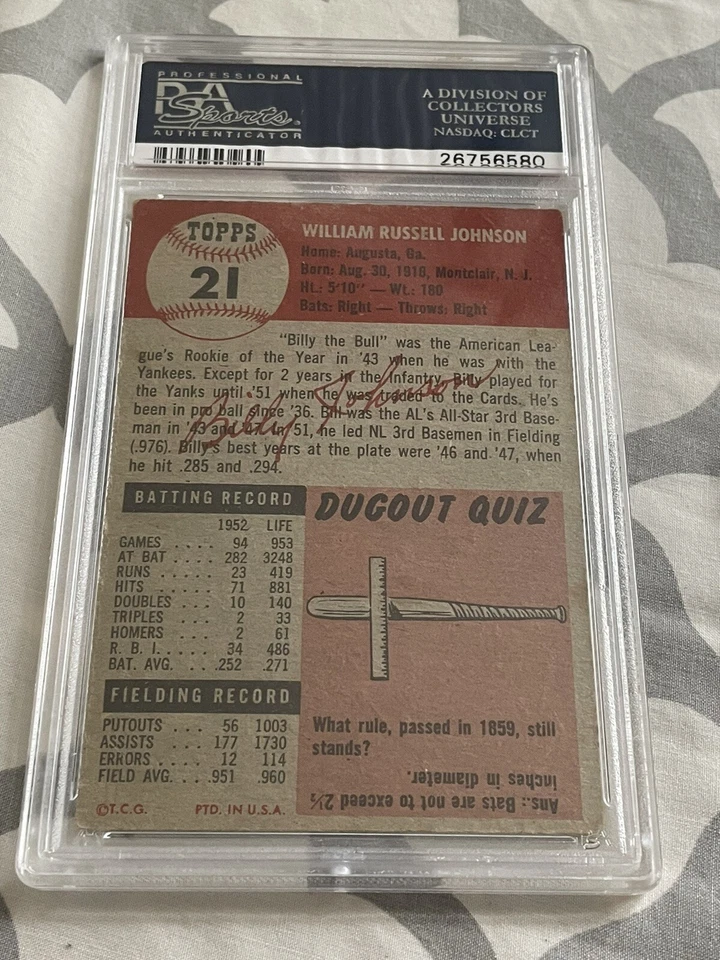 PROFESSIONAL
PSA
Sports®
AUTHENTICATOR
A DIVISION OF
COLLECTORS
UNIVERSE
NASDAQ: CLCT
26756580
TOPPS
21
WILLIAM RUSSELL JOHNSON
Home: Augusta, Ga.
Born: Aug. 30, 1918, Montclair, N. J.
Ht.: 5'10" — Wt.: 180
Bats: Right — Throws: Right
"Billy the Bull" was the American Lea-
gue's Rookie of the Year in '43 when he was with the
Yankees. Except for 2 years in the Infantry, Billy played for
the Yanks until '51 when he was traded to the Cards. He's
been in pro ball since '36. Bill was the AL's All-Star 3rd Base-
man in '43 and '47. In '51, he led NL 3rd Basemen in Fielding
(.976). Billy's best years at the plate were '46 and '47, when
he hit .285 and .294.
Billy Johnson
BATTING RECORD
1952 LIFE
GAMES .... 94 953
AT BAT .... 282 3248
RUNS .... 23 419
HITS .... 71 881
DOUBLES ... 10 140
TRIPLES ... 2 33
HOMERS ... 2 61
R. B. I. .... 34 486
BAT. AVG. ... .252 .271
FIELDING RECORD
PUTOUTS ... 56 1003
ASSISTS ... 177 1730
ERRORS ... 12 114
FIELD AVG. ... .951 .960
©T.C.G. PTD. IN U.S.A.
DUGOUT QUIZ
What rule, passed in 1859, still
stands?
Ans.: Bats are not to exceed 2½
inches in diameter.